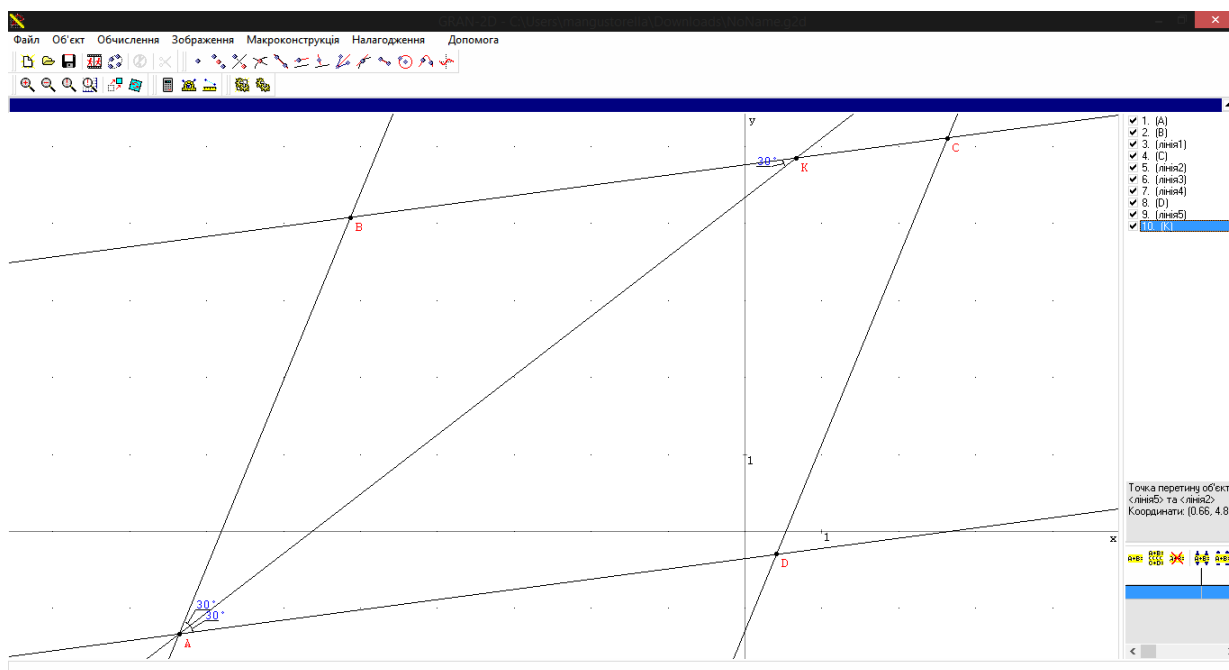 GRAN-2D - C:\Users\mangustorella\Downloads\NoName.g2d
Файл Об'єкт Обчислення Зображення Макроконструкція Налагодження Допомога
y
C
30°
K
B
1
1
x
D
30°
30°
A
1. (A)
2. (B)
3. (лінія1)
4. (C)
5. (лінія2)
6. (лінія3)
7. (лінія4)
8. (D)
9. (лінія5)
10. (K)
Точка перетину об'єкт
<лінія5> та <лінія2>
Координати: (0.66, 4.8